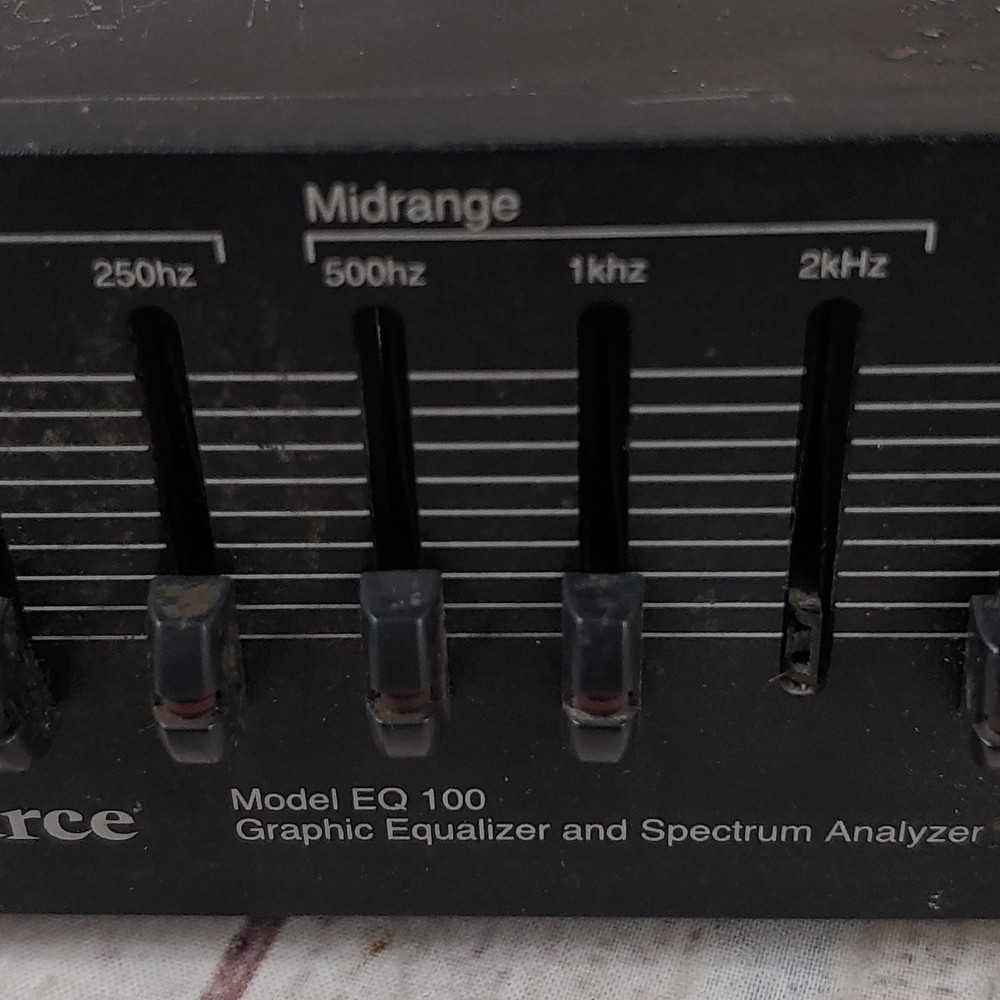 Midrange
250hz 500hz 1khz 2kHz
Model EQ 100
Graphic Equalizer and Spectrum Analyzer